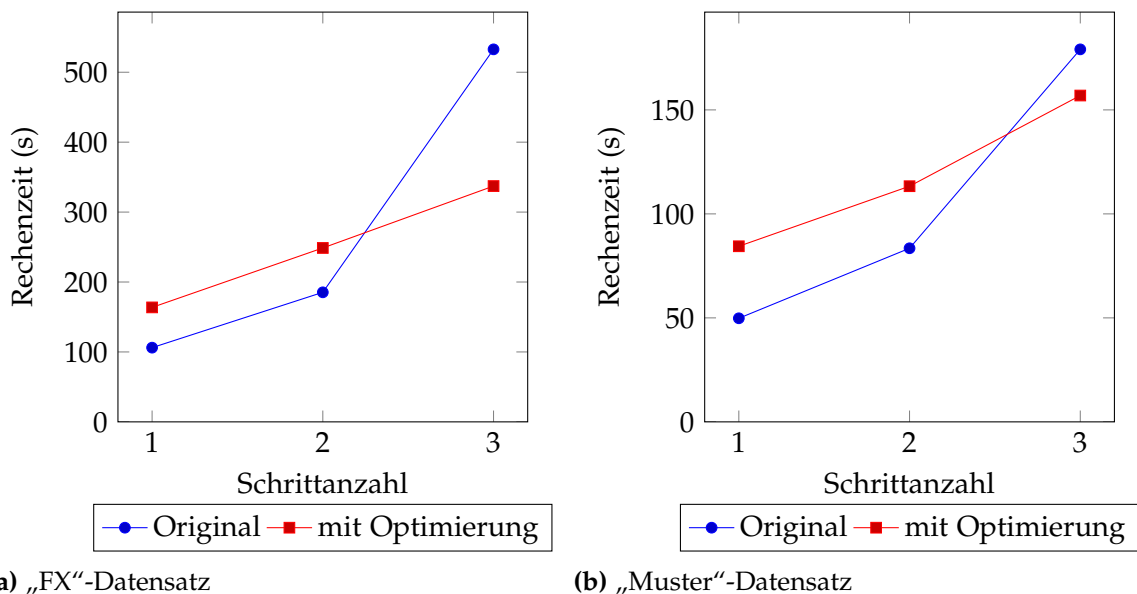 500
400
300
200
100
0
Rechenzeit (s)
1 2 3
Schrittanzahl
Original mit Optimierung
a) „FX“-Datensatz
150
100
50
0
Rechenzeit (s)
1 2 3
Schrittanzahl
Original mit Optimierung
(b) „Muster“-Datensatz